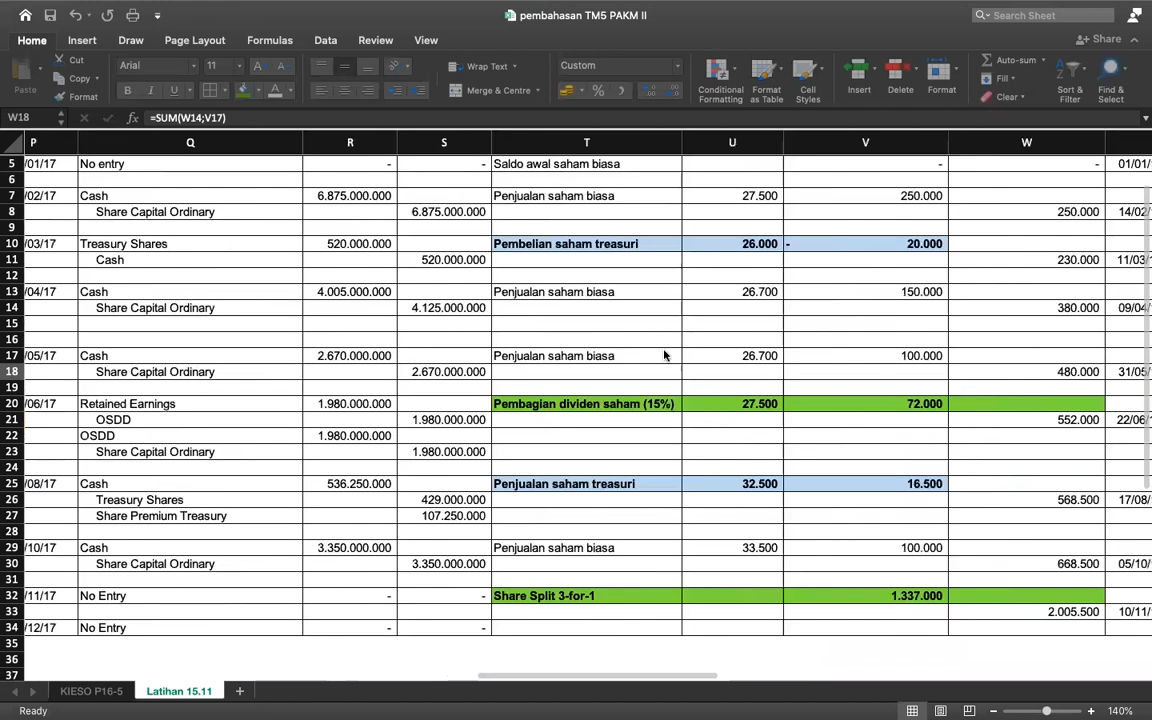 pembahasan TM5 PAKM II
Search Sheet
Home Insert Draw Page Layout Formulas Data Review View
Share
Paste
Cut
Copy
Format
Arial 11
B I U
A
Wrap Text
Merge & Centre
Custom
%
Conditional Formatting
Format as Table
Cell Styles
Insert
Delete
Format
Auto-sum
Fill
Clear
Sort & Filter
Find & Select
W18 fx =SUM(W14;V17)
P Q R S T U V W
5 /01/17 No entry - - Saldo awal saham biasa - - 01/01/
6
7 /02/17 Cash 6.875.000.000 Penjualan saham biasa 27.500 250.000
8 Share Capital Ordinary 6.875.000.000 250.000 14/02
9
10 /03/17 Treasury Shares 520.000.000 Pembelian saham treasuri 26.000 - 20.000
11 Cash 520.000.000 230.000 11/03
12
13 /04/17 Cash 4.005.000.000 Penjualan saham biasa 26.700 150.000
14 Share Capital Ordinary 4.125.000.000 380.000 09/04
15
16
17 /05/17 Cash 2.670.000.000 Penjualan saham biasa 26.700 100.000
18 Share Capital Ordinary 2.670.000.000 480.000 31/05
19
20 /06/17 Retained Earnings 1.980.000.000 Pembagian dividen saham (15%) 27.500 72.000
21 OSDD 1.980.000.000 552.000 22/06
22 OSDD 1.980.000.000
23 Share Capital Ordinary 1.980.000.000
24
25 /08/17 Cash 536.250.000 Penjualan saham treasuri 32.500 16.500
26 Treasury Shares 429.000.000 568.500 17/08
27 Share Premium Treasury 107.250.000
28
29 /10/17 Cash 3.350.000.000 Penjualan saham biasa 33.500 100.000
30 Share Capital Ordinary 3.350.000.000 668.500 05/10/
31
32 /11/17 No Entry - - Share Split 3-for-1 1.337.000
33 2.005.500 10/11/
34 /12/17 No Entry - -
35
36
37
KIESO P16-5 Latihan 15.11 +
Ready 140%